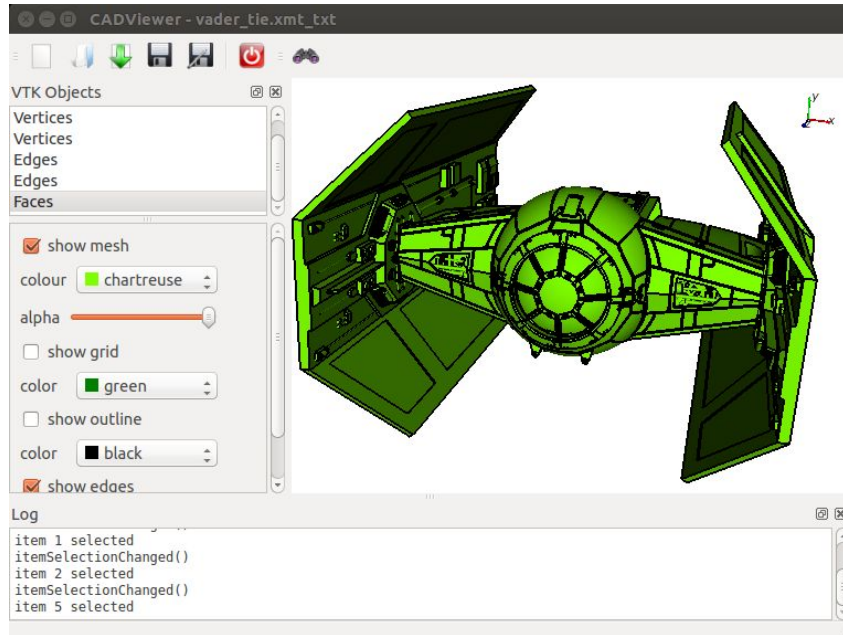 CADViewer - vader_tie.xmt_txt
VTK Objects
Vertices
Vertices
Edges
Edges
Faces
show mesh
colour chartreuse
alpha
show grid
color green
show outline
color black
show edges
y
x
Log
item 1 selected
itemSelectionChanged()
item 2 selected
itemSelectionChanged()
item 5 selected